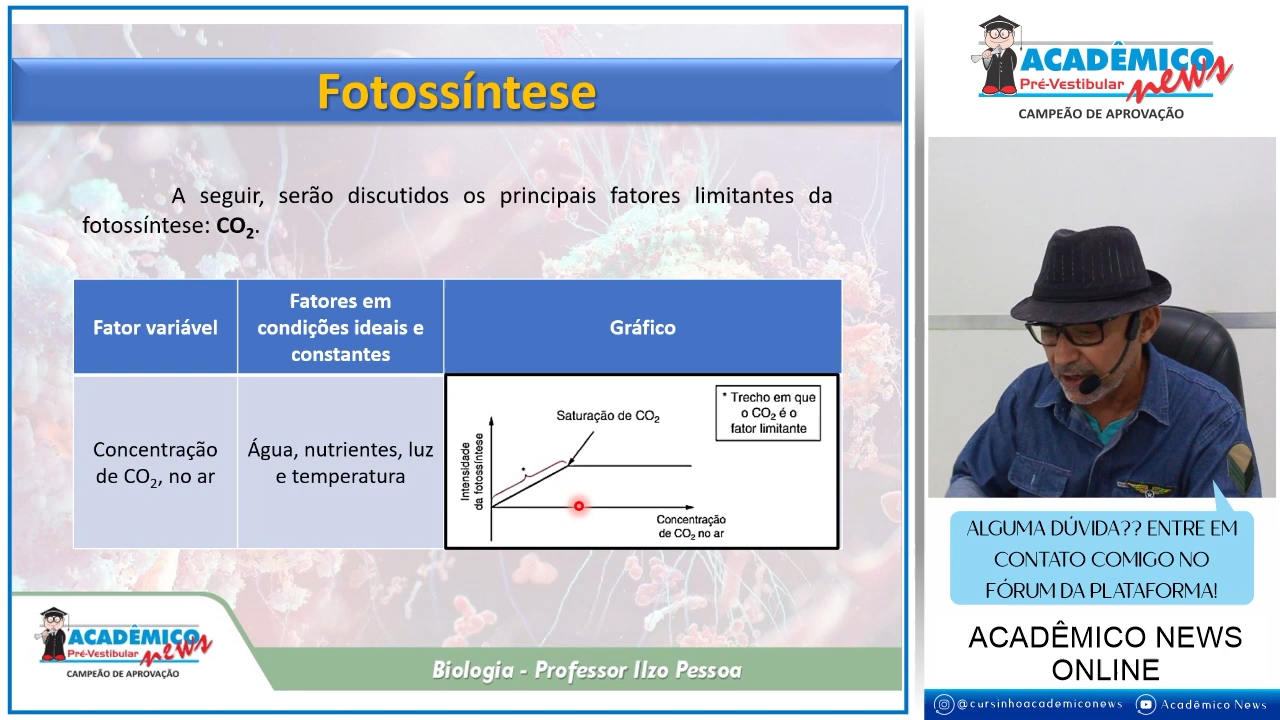 Fotossíntese
A seguir, serão discutidos os principais fatores limitantes da
fotossíntese: CO₂.
Fator variável
Fatores em
condições ideais e
constantes
Gráfico
Concentração
de CO₂, no ar
Água, nutrientes, luz
e temperatura
Saturação de CO₂
* Trecho em que
o CO₂ é o
fator limitante
Intensidade
da fotossíntese
*
Concentração
de CO₂ no ar
ACADÊMICO
Pré-Vestibular news
CAMPEÃO DE APROVAÇÃO
Biologia - Professor Ilzo Pessoa
ACADÊMICO
Pré-Vestibular news
CAMPEÃO DE APROVAÇÃO
ALGUMA DÚVIDA?? ENTRE EM
CONTATO COMIGO NO
FÓRUM DA PLATAFORMA!
ACADÊMICO NEWS
ONLINE
@cursinhoacademiconews Acadêmico News